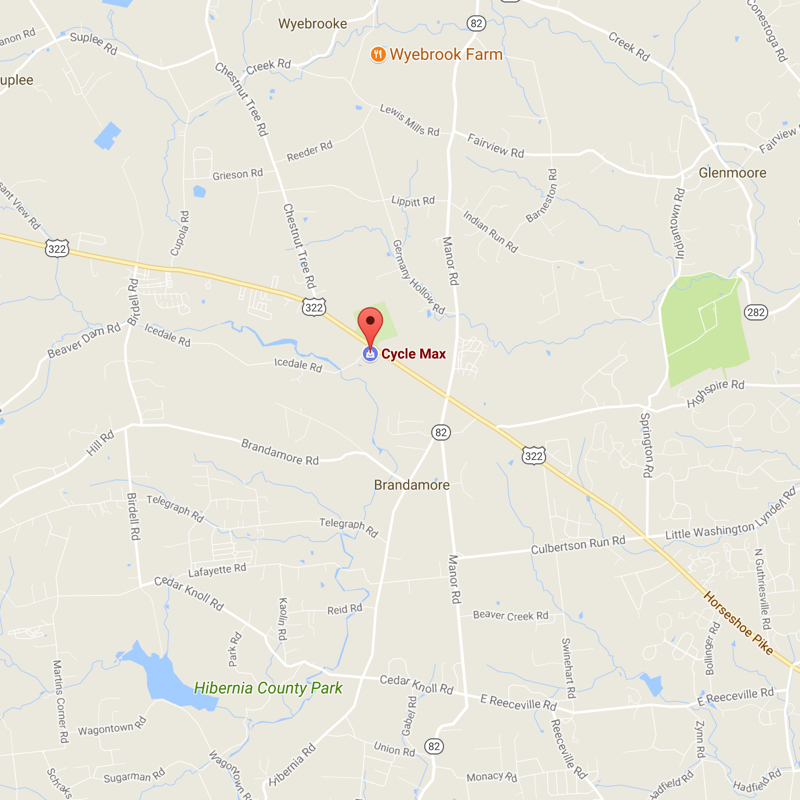 Wyebrooke
82
Conestoga Rd
Suplee Rd
Creek Rd
Wyebrook Farm
Creek Rd
Chestnut Tree Rd
Lewis Mills Rd
Fairview Rd
Fairview
Reeder Rd
Grieson Rd
Glenmoore
Barneston Rd
Lippitt Rd
Indian Run Rd
Indiantown Rd
Cupola Rd
Chestnut Tree Rd
Manor Rd
Germany Hollow Rd
322
322
Birdell Rd
282
Beaver Dam Rd
Icedale Rd
Icedale Rd
Cycle Max
Highspire Rd
82
Hill Rd
Brandamore Rd
322
Springton Rd
Brandamore
Birdell Rd
Telegraph Rd
Telegraph Rd
Culbertson Run Rd
Little Washington Lyndell Rd
Manor Rd
Lafayette Rd
Cedar Knoll Rd
N Guthriesville Rd
Horseshoe Pike
Kaolin Rd
Reid Rd
Beaver Creek Rd
Park Rd
Swinehart Rd
Bollinger Rd
Martins Corner Rd
Hibernia County Park
Cedar Knoll Rd
E Reeceville Rd
E Reeceville Rd
Gabel Rd
Wagontown Rd
Reeceville Rd
Zynn Rd
82
Union Rd
Hibernia Rd
Sugarman Rd
Monacy Rd
Hadfield